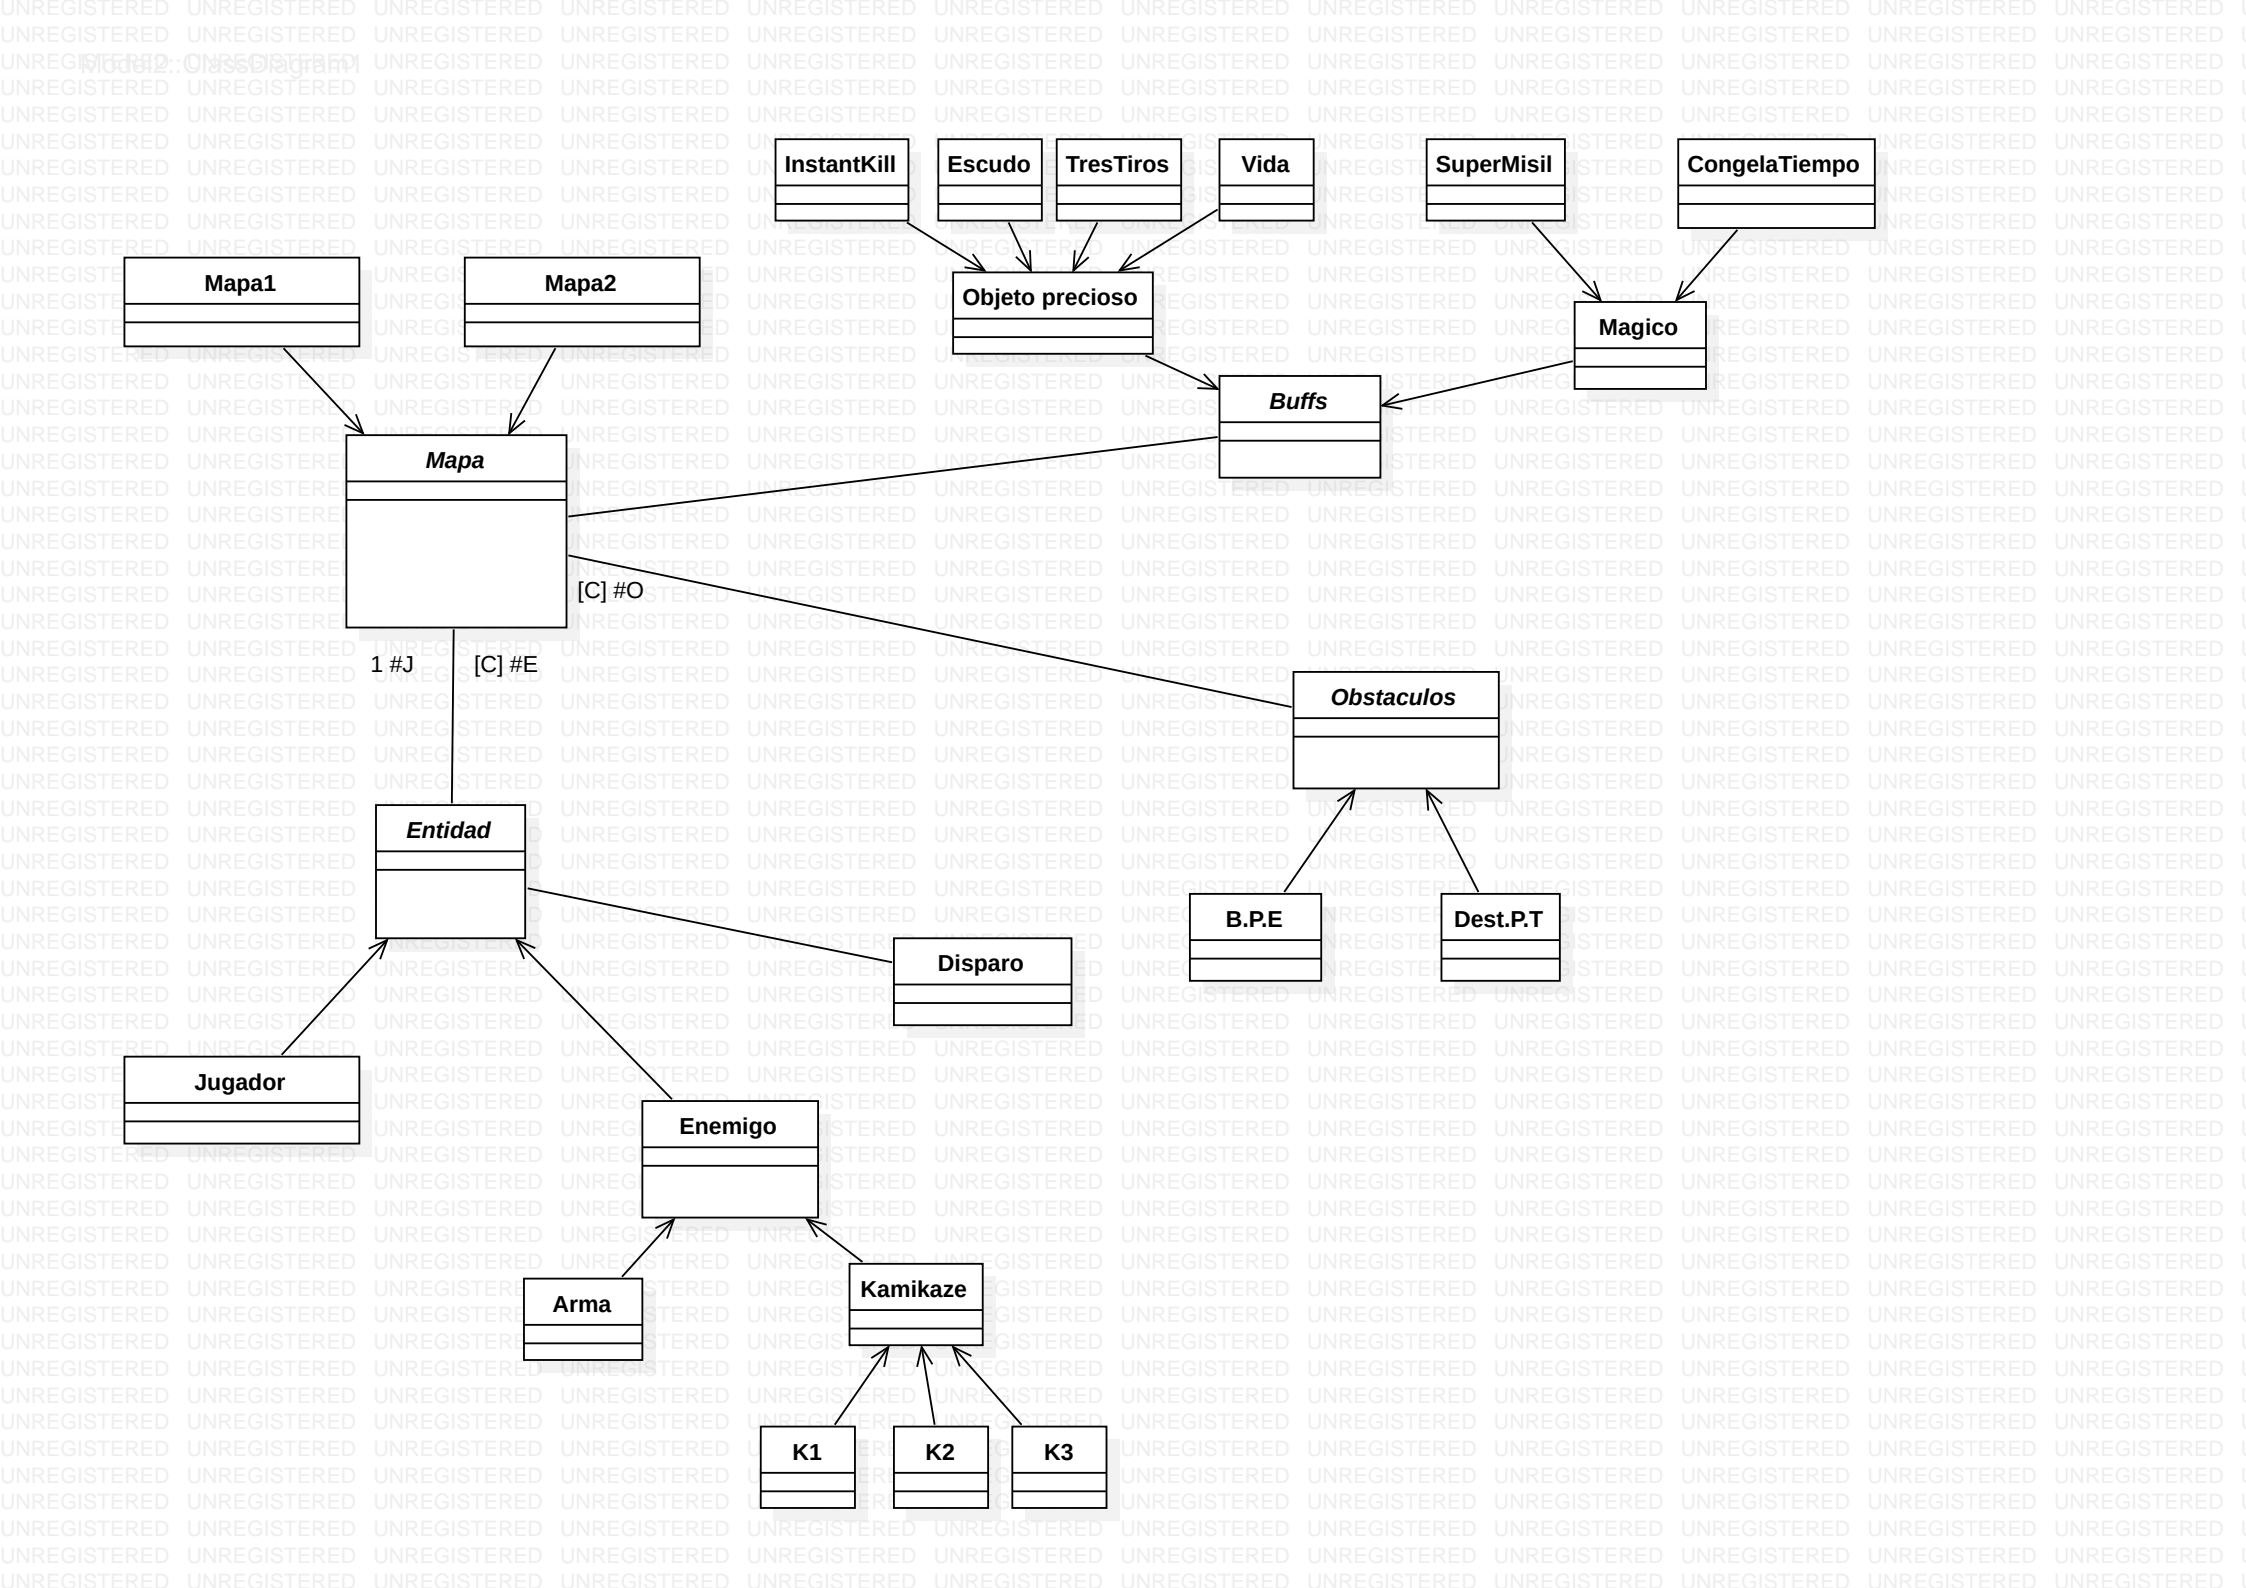 Model2::ClassDiagram1
InstantKill
Escudo
TresTiros
Vida
SuperMisil
CongelaTiempo
Mapa1
Mapa2
Objeto precioso
Magico
Buffs
Mapa
[C] #O
1 #J
[C] #E
Obstaculos
Entidad
B.P.E
Dest.P.T
Disparo
Jugador
Enemigo
Arma
Kamikaze
K1
K2
K3
UNREGISTERED